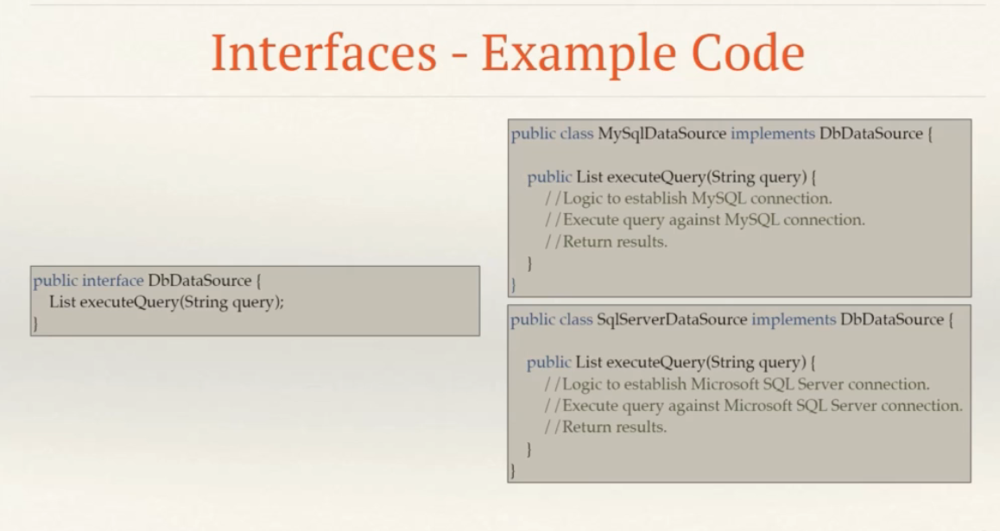 Interfaces - Example Code
public interface DbDataSource {
List executeQuery(String query);
}
public class MySqlDataSource implements DbDataSource {
public List executeQuery(String query) {
//Logic to establish MySQL connection.
//Execute query against MySQL connection.
//Return results.
}
}
public class SqlServerDataSource implements DbDataSource {
public List executeQuery(String query) {
//Logic to establish Microsoft SQL Server connection.
//Execute query against Microsoft SQL Server connection.
//Return results.
}
}